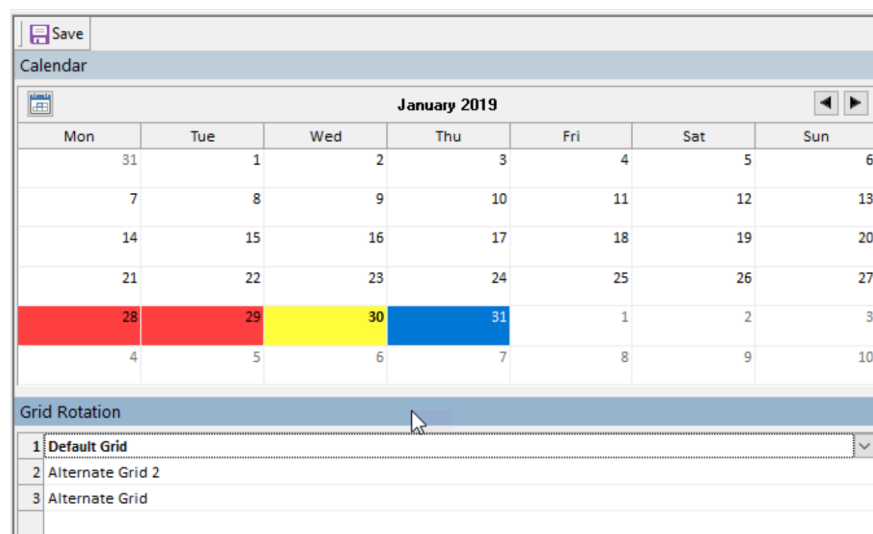 Save
Calendar
January 2019
Mon Tue Wed Thu Fri Sat Sun
31 1 2 3 4 5 6
7 8 9 10 11 12 13
14 15 16 17 18 19 20
21 22 23 24 25 26 27
28 29 30 31 1 2 3
4 5 6 7 8 9 10
Grid Rotation
1 Default Grid
2 Alternate Grid 2
3 Alternate Grid